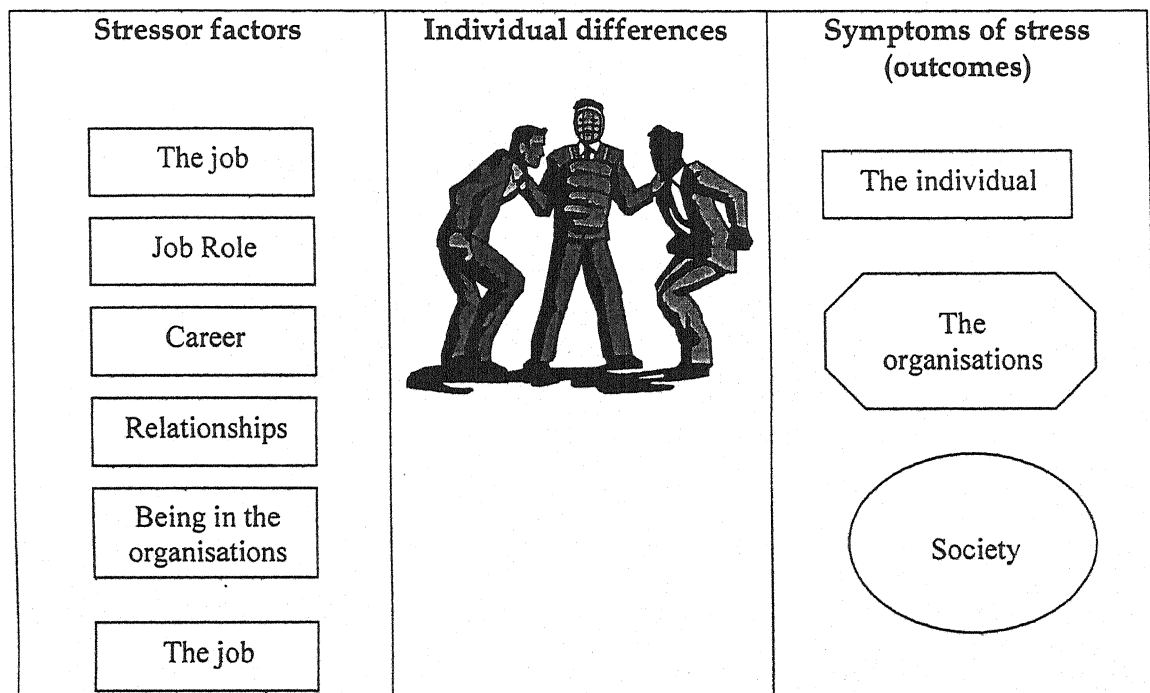 Stressor factors
The job
Job Role
Career
Relationships
Being in the
organisations
The job
Individual differences
Symptoms of stress
(outcomes)
The individual
The
organisations
Society